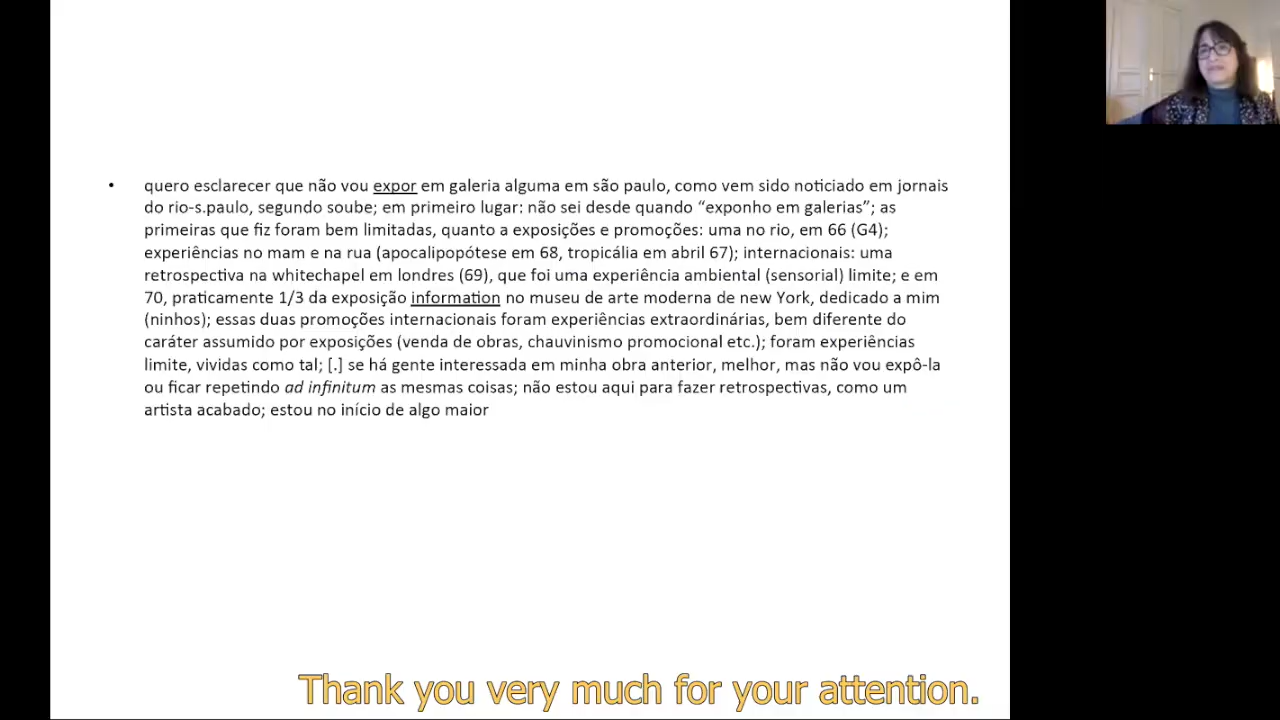 • quero esclarecer que não vou expor em galeria alguma em são paulo, como vem sido noticiado em jornais
do rio-s.paulo, segundo soube; em primeiro lugar: não sei desde quando “exponho em galerias”; as
primeiras que fiz foram bem limitadas, quanto a exposições e promoções: uma no rio, em 66 (G4);
experiências no mam e na rua (apocalipopótese em 68, tropicália em abril 67); internacionais: uma
retrospectiva na whitechapel em londres (69), que foi uma experiência ambiental (sensorial) limite; e em
70, praticamente 1/3 da exposição information no museu de arte moderna de new York, dedicado a mim
(ninhos); essas duas promoções internacionais foram experiências extraordinárias, bem diferente do
caráter assumido por exposições (venda de obras, chauvinismo promocional etc.); foram experiências
limite, vividas como tal; [.] se há gente interessada em minha obra anterior, melhor, mas não vou expô-la
ou ficar repetindo ad infinitum as mesmas coisas; não estou aqui para fazer retrospectivas, como um
artista acabado; estou no início de algo maior
Thank you very much for your attention.